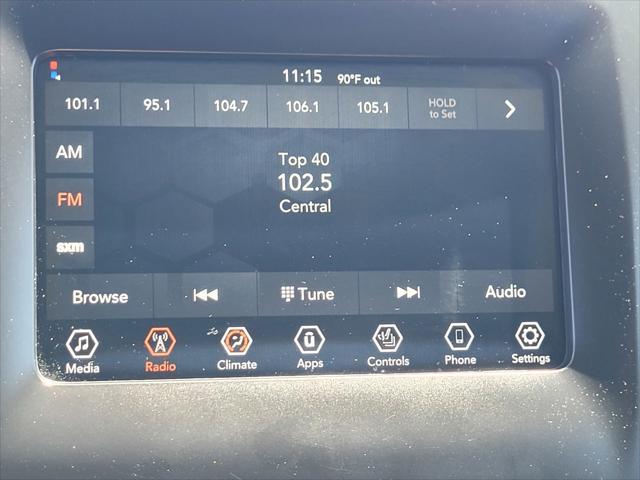 11:15 90°F out
101.1 95.1 104.7 106.1 105.1 HOLD to Set
AM
FM
sxm
Top 40
102.5
Central
Browse Tune Audio
Media Radio Climate Apps Controls Phone Settings